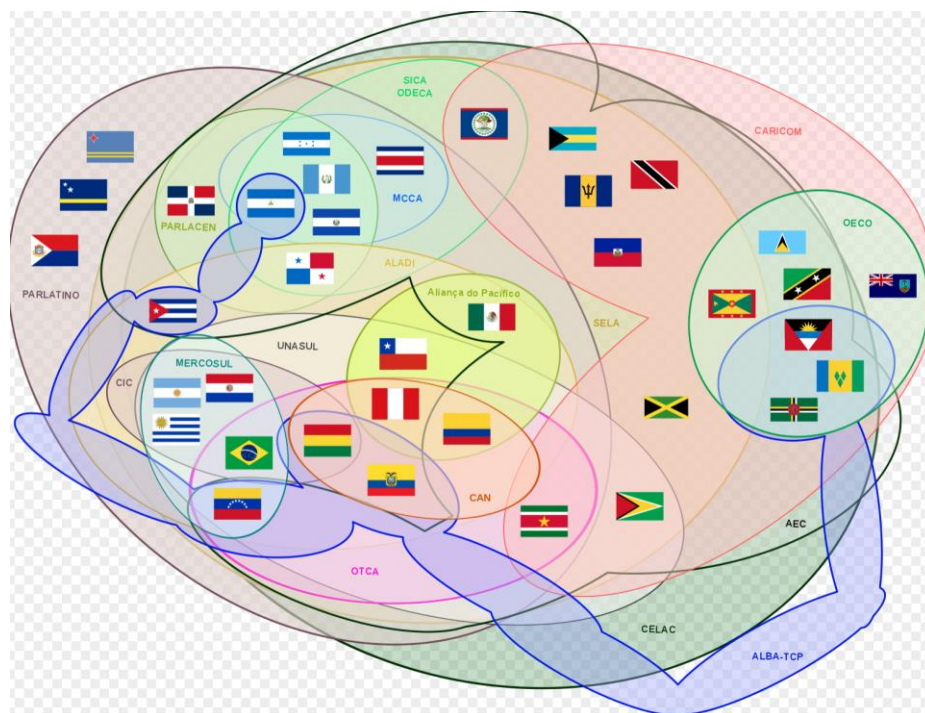 SICA
ODECA
CARICOM
MCCA
OECO
PARLACEN
ALADI
PARLATINO
Aliança do Pacífico
SELA
UNASUL
MERCOSUL
CIC
CAN
AEC
OTCA
CELAC
ALBA-TCP